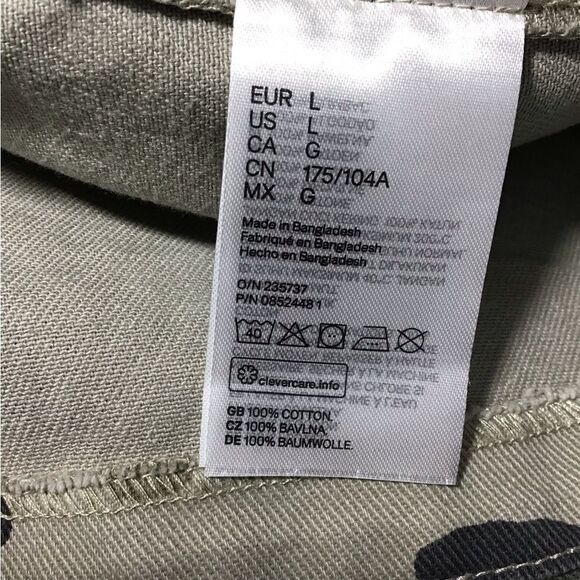 EUR L
US L
CA G
CN 175/104A
MX G
Made in Bangladesh
Fabriqué en Bangladesh
Hecho en Bangladesh
O/N 235737
P/N 0852448 1
40
clevercare.info
GB 100% COTTON.
CZ 100% BAVLNA.
DE 100% BAUMWOLLE.